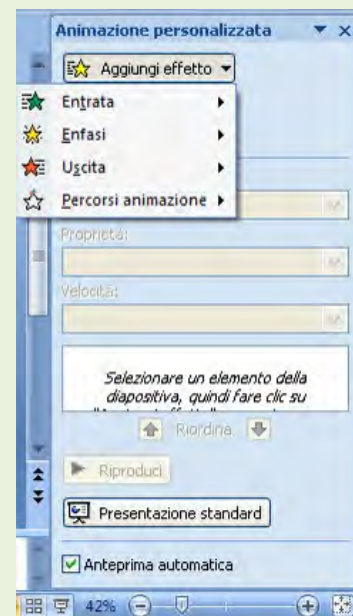 Animazione personalizzata
Aggiungi effetto
Entrata
Enfasi
Uscita
Percorsi animazione
Proprietà:
Velocità:
Selezionare un elemento della
diapositiva, quindi fare clic su
Riordina
Riproduci
Presentazione standard
Anteprima automatica
42%